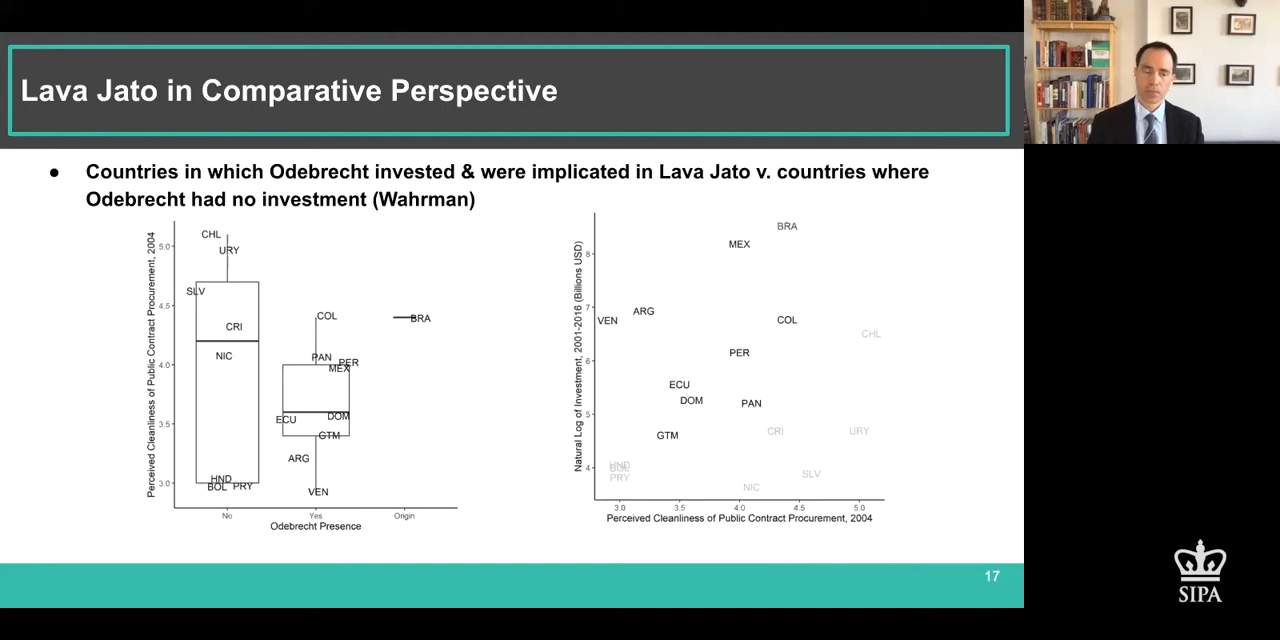 Lava Jato in Comparative Perspective
● Countries in which Odebrecht invested & were implicated in Lava Jato v. countries where
Odebrecht had no investment (Wahrman)
Perceived Cleanliness of Public Contract Procurement, 2004
5.0
4.5
4.0
3.5
3.0
CHL
URY
SLV
CRI
NIC
HND
BOL PRY
COL
PAN
PER
MEX
ECU
DOM
GTM
ARG
VEN
BRA
No Yes Origin
Odebrecht Presence
Natural Log of Investment, 2001-2016 (Billions USD)
8
7
6
5
4
BRA
MEX
ARG
VEN
COL
CHL
PER
ECU
DOM
PAN
GTM
CRI
URY
HND
BOL
PRY
SLV
NIC
3.0 3.5 4.0 4.5 5.0
Perceived Cleanliness of Public Contract Procurement, 2004
17
SIPA